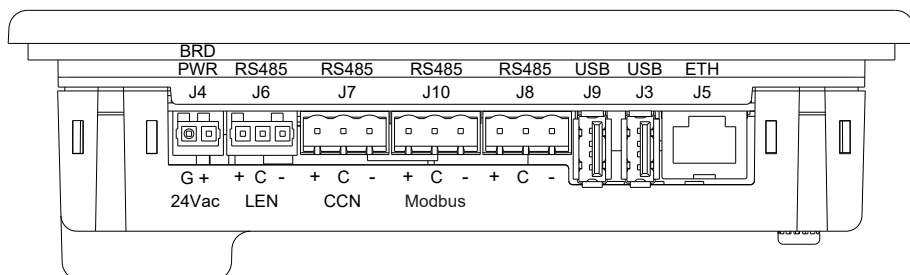 BRD
PWR RS485 RS485 RS485 RS485 USB USB ETH
J4 J6 J7 J10 J8 J9 J3 J5
G + + C - + C - + C - + C -
24Vac LEN CCN Modbus